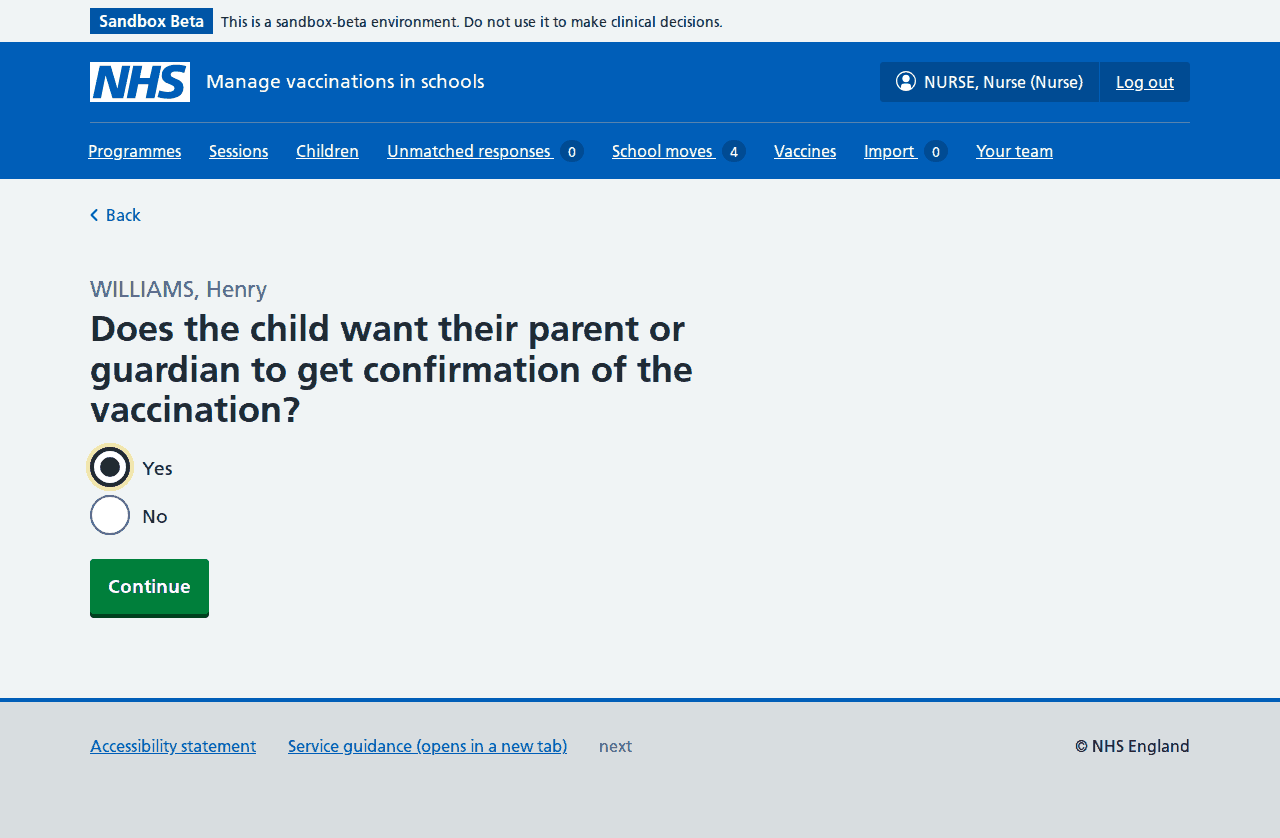 Sandbox Beta This is a sandbox-beta environment. Do not use it to make clinical decisions.
NHS Manage vaccinations in schools NURSE, Nurse (Nurse) Log out
Programmes Sessions Children Unmatched responses 0 School moves 4 Vaccines Import 0 Your team
Back
WILLIAMS, Henry
Does the child want their parent or
guardian to get confirmation of the
vaccination?
Yes
No
Continue
Accessibility statement Service guidance (opens in a new tab) next © NHS England